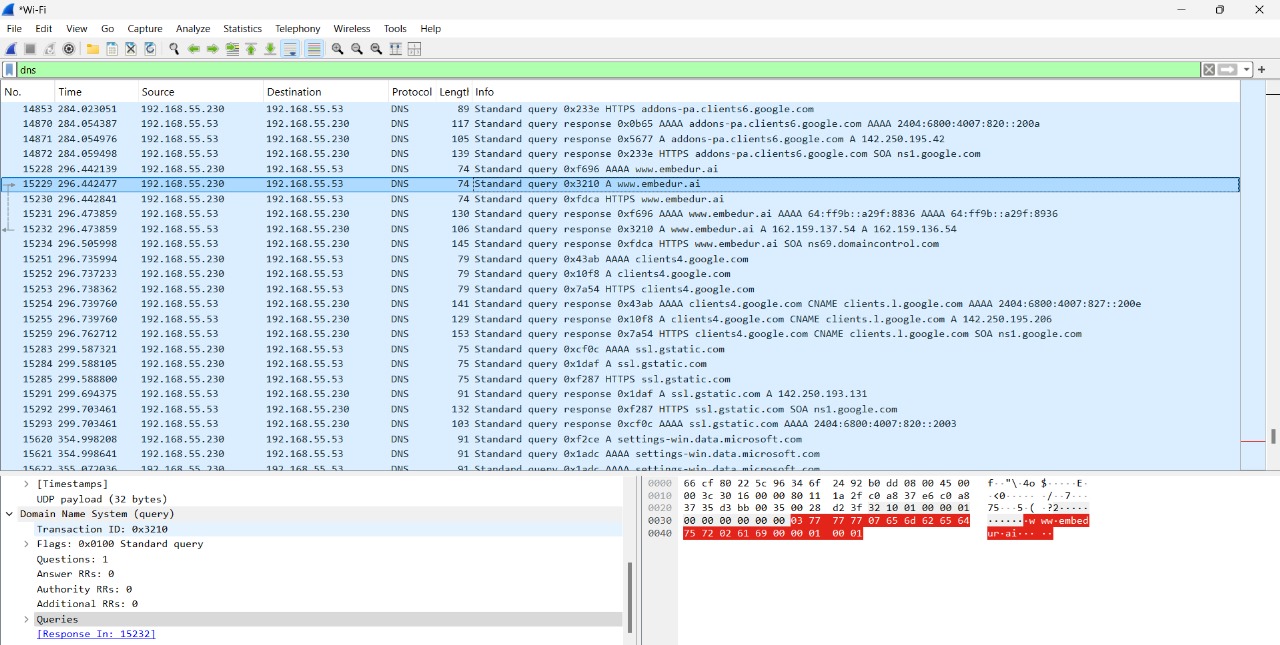 *Wi-Fi
File Edit View Go Capture Analyze Statistics Telephony Wireless Tools Help
dns
No. Time Source Destination Protocol Lengtl Info
14853 284.023051 192.168.55.230 192.168.55.53 DNS 89 Standard query 0x233e HTTPS addons-pa.clients6.google.com
14870 284.054387 192.168.55.53 192.168.55.230 DNS 117 Standard query response 0x0b65 AAAA addons-pa.clients6.google.com AAAA 2404:6800:4007:820::200a
14871 284.054976 192.168.55.53 192.168.55.230 DNS 105 Standard query response 0x5677 A addons-pa.clients6.google.com A 142.250.195.42
14872 284.059498 192.168.55.53 192.168.55.230 DNS 139 Standard query response 0x233e HTTPS addons-pa.clients6.google.com SOA ns1.google.com
15228 296.442139 192.168.55.230 192.168.55.53 DNS 74 Standard query 0xf696 AAAA www.embedur.ai
15229 296.442477 192.168.55.230 192.168.55.53 DNS 74 Standard query 0x3210 A www.embedur.ai
15230 296.442841 192.168.55.230 192.168.55.53 DNS 74 Standard query 0xfdca HTTPS www.embedur.ai
15231 296.473859 192.168.55.53 192.168.55.230 DNS 130 Standard query response 0xf696 AAAA www.embedur.ai AAAA 64:ff9b::a29f:8836 AAAA 64:ff9b::a29f:8936
15232 296.473859 192.168.55.53 192.168.55.230 DNS 106 Standard query response 0x3210 A www.embedur.ai A 162.159.137.54 A 162.159.136.54
15234 296.505998 192.168.55.53 192.168.55.230 DNS 145 Standard query response 0xfdca HTTPS www.embedur.ai SOA ns69.domaincontrol.com
15251 296.735994 192.168.55.230 192.168.55.53 DNS 79 Standard query 0x43ab AAAA clients4.google.com
15252 296.737233 192.168.55.230 192.168.55.53 DNS 79 Standard query 0x10f8 A clients4.google.com
15253 296.738362 192.168.55.230 192.168.55.53 DNS 79 Standard query 0x7a54 HTTPS clients4.google.com
15254 296.739760 192.168.55.53 192.168.55.230 DNS 141 Standard query response 0x43ab AAAA clients4.google.com CNAME clients.l.google.com AAAA 2404:6800:4007:827::200e
15255 296.739760 192.168.55.53 192.168.55.230 DNS 129 Standard query response 0x10f8 A clients4.google.com CNAME clients.l.google.com A 142.250.195.206
15259 296.762712 192.168.55.53 192.168.55.230 DNS 153 Standard query response 0x7a54 HTTPS clients4.google.com CNAME clients.l.google.com SOA ns1.google.com
15283 299.587321 192.168.55.230 192.168.55.53 DNS 75 Standard query 0xcf0c AAAA ssl.gstatic.com
15284 299.588105 192.168.55.230 192.168.55.53 DNS 75 Standard query 0x1daf A ssl.gstatic.com
15285 299.588800 192.168.55.230 192.168.55.53 DNS 75 Standard query 0xf287 HTTPS ssl.gstatic.com
15291 299.694375 192.168.55.53 192.168.55.230 DNS 91 Standard query response 0x1daf A ssl.gstatic.com A 142.250.193.131
15292 299.703461 192.168.55.53 192.168.55.230 DNS 132 Standard query response 0xf287 HTTPS ssl.gstatic.com SOA ns1.google.com
15293 299.703461 192.168.55.53 192.168.55.230 DNS 103 Standard query response 0xcf0c AAAA ssl.gstatic.com AAAA 2404:6800:4007:820::2003
15620 354.998208 192.168.55.230 192.168.55.53 DNS 91 Standard query 0xf2ce A settings-win.data.microsoft.com
15621 354.998641 192.168.55.230 192.168.55.53 DNS 91 Standard query 0x1adc AAAA settings-win.data.microsoft.com
15622 355.072036 192.168.55.230 192.168.55.53 DNS 91 Standard query 0x1adc AAAA settings-win.data.microsoft.com
[Timestamps]
UDP payload (32 bytes)
Domain Name System (query)
Transaction ID: 0x3210
Flags: 0x0100 Standard query
Questions: 1
Answer RRs: 0
Authority RRs: 0
Additional RRs: 0
Queries
[Response In: 15232]
0000 66 cf 80 22 5c 96 34 6f 24 92 b0 dd 08 00 45 00 f··"\·4o $·····E·
0010 00 3c 30 16 00 00 80 11 1a 2f c0 a8 37 e6 c0 a8 ·<0····· ·/··7···
0020 37 35 d3 bb 00 35 00 28 d2 3f 32 10 01 00 00 01 75···5·( ·?2·····
0030 00 00 00 00 00 00 03 77 77 77 07 65 6d 62 65 64 ·······w ww·embed
0040 75 72 02 61 69 00 00 01 00 01 ur·ai··· ··